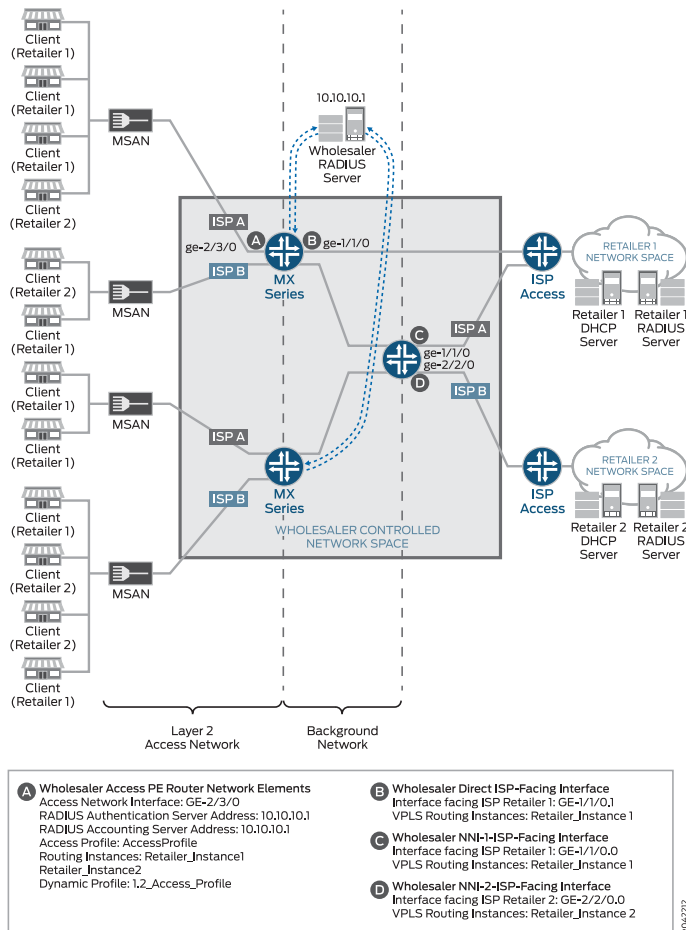 Client
(Retailer 1)
Client
(Retailer 1)
Client
(Retailer 1)
Client
(Retailer 2)
MSAN
10.10.10.1
Wholesaler
RADIUS
Server
ISP A
ge-2/3/0
A
B
ge-1/1/0
ISP B
MX
Series
Client
(Retailer 2)
Client
(Retailer 1)
MSAN
ISP
Access
RETAILER 1
NETWORK SPACE
Retailer 1
DHCP
Server
Retailer 1
RADIUS
Server
ISP A
C
ge-1/1/0
ge-2/2/0
D
ISP B
Client
(Retailer 1)
Client
(Retailer 1)
MSAN
ISP A
ISP B
MX
Series
WHOLESALER CONTROLLED
NETWORK SPACE
ISP
Access
RETAILER 2
NETWORK SPACE
Retailer 2
DHCP
Server
Retailer 2
RADIUS
Server
Client
(Retailer 1)
Client
(Retailer 2)
Client
(Retailer 2)
Client
(Retailer 1)
MSAN
Layer 2
Access Network
Background
Network
A Wholesaler Access PE Router Network Elements
Access Network Interface: GE-2/3/0
RADIUS Authentication Server Address: 10.10.10.1
RADIUS Accounting Server Address: 10.10.10.1
Access Profile: AccessProfile
Routing Instances: Retailer_Instance1
Retailer_Instance2
Dynamic Profile: 1.2_Access_Profile
B Wholesaler Direct ISP-Facing Interface
Interface facing ISP Retailer 1: GE-1/1/0.1
VPLS Routing Instances: Retailer_Instance 1
C Wholesaler NNI-1-ISP-Facing Interface
Interface facing ISP Retailer 1: GE-1/1/0.0
VPLS Routing Instances: Retailer_Instance 1
D Wholesaler NNI-2-ISP-Facing Interface
Interface facing ISP Retailer 2: GE-2/2/0.0
VPLS Routing Instances: Retailer_Instance 2